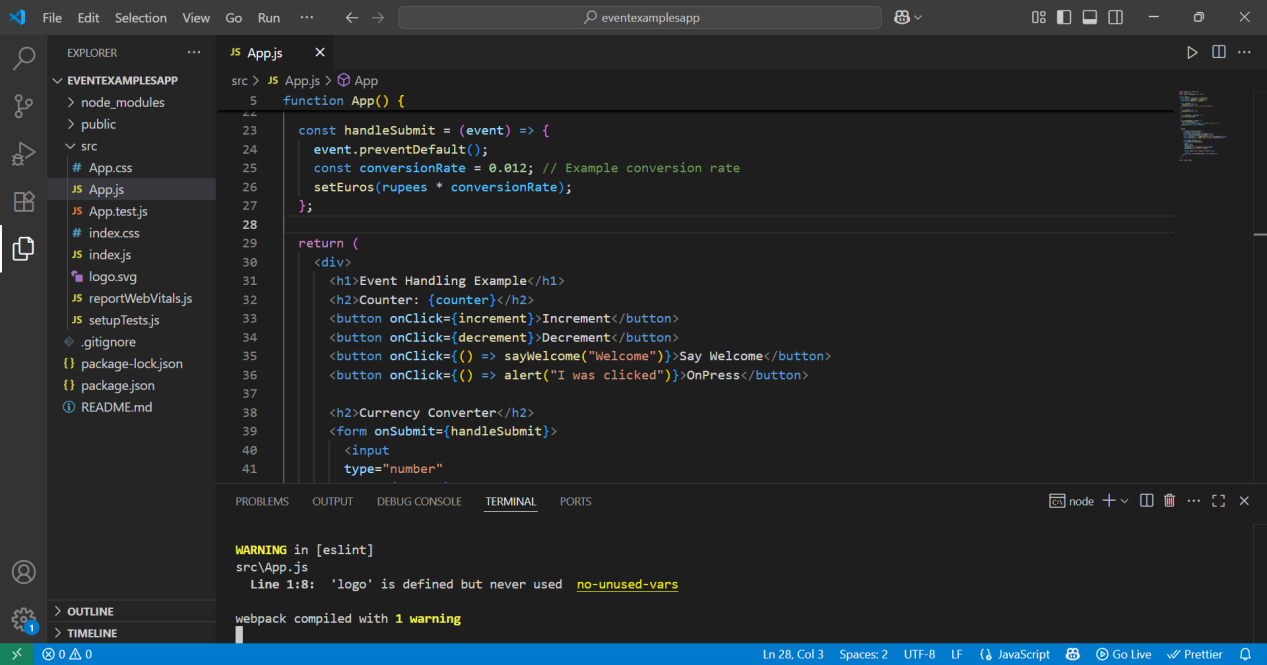 File Edit Selection View Go Run ··· eventexamplesapp
EXPLORER ···
EVENTEXAMPLESAPP
node_modules
public
src
# App.css
JS App.js
JS App.test.js
# index.css
JS index.js
logo.svg
JS reportWebVitals.js
JS setupTests.js
.gitignore
{} package-lock.json
{} package.json
README.md
OUTLINE
TIMELINE
JS App.js
src > JS App.js > App
5 function App() {
22
23 const handleSubmit = (event) => {
24 event.preventDefault();
25 const conversionRate = 0.012; // Example conversion rate
26 setEuros(rupees * conversionRate);
27 };
28
29 return (
30 <div>
31 <h1>Event Handling Example</h1>
32 <h2>Counter: {counter}</h2>
33 <button onClick={increment}>Increment</button>
34 <button onClick={decrement}>Decrement</button>
35 <button onClick={() => sayWelcome("Welcome")}>Say Welcome</button>
36 <button onClick={() => alert("I was clicked")}>OnPress</button>
37
38 <h2>Currency Converter</h2>
39 <form onSubmit={handleSubmit}>
40 <input
41 type="number"
PROBLEMS OUTPUT DEBUG CONSOLE TERMINAL PORTS node
WARNING in [eslint]
src\App.js
Line 1:8: 'logo' is defined but never used no-unused-vars
webpack compiled with 1 warning
1
0 0 Ln 28, Col 3 Spaces: 2 UTF-8 LF {} JavaScript Go Live Prettier